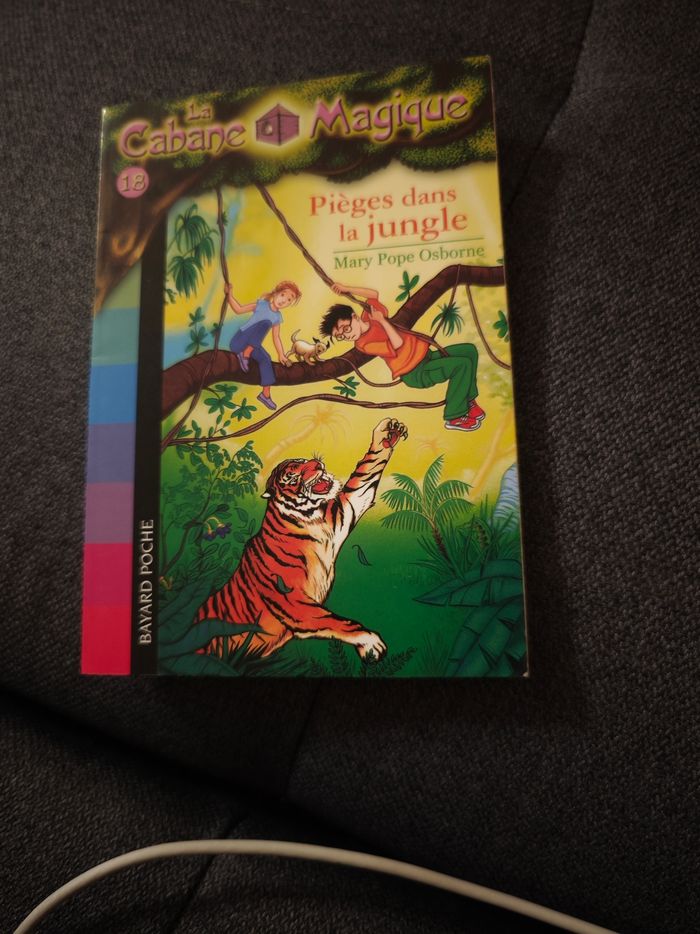 La
Cabane Magique
18
Pièges dans
la jungle
Mary Pope Osborne
BAYARD POCHE